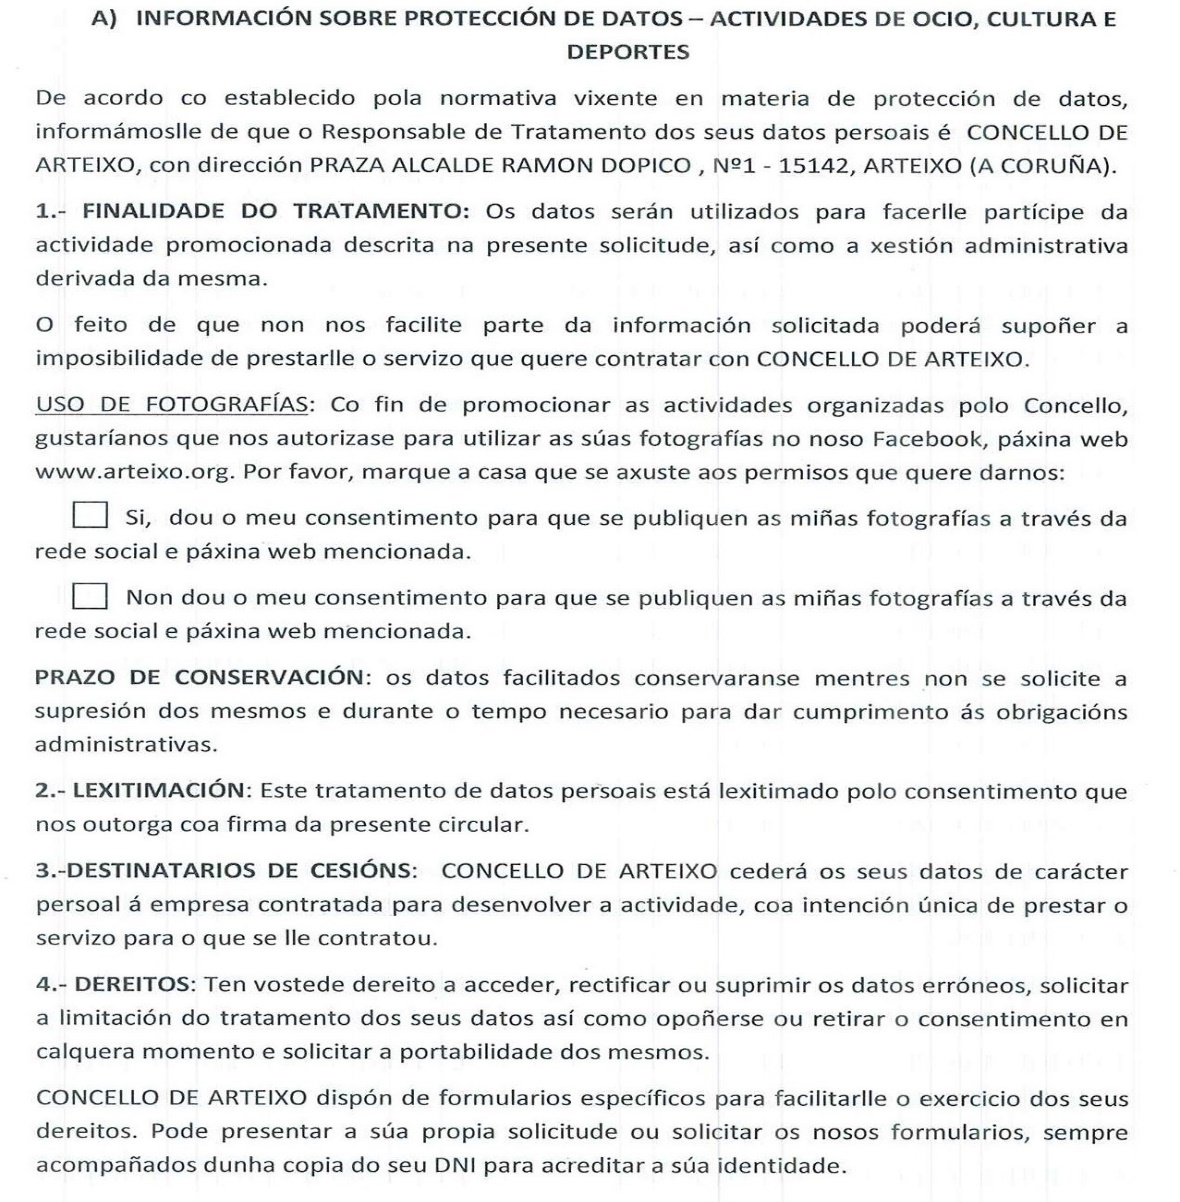 A) INFORMACIÓN SOBRE PROTECCIÓN DE DATOS – ACTIVIDADES DE OCIO, CULTURA E
DEPORTES
De acordo co establecido pola normativa vixente en materia de protección de datos,
informámoslle de que o Responsable de Tratamento dos seus datos persoais é CONCELLO DE
ARTEIXO, con dirección PRAZA ALCALDE RAMON DOPICO , Nº1 - 15142, ARTEIXO (A CORUÑA).
1.- FINALIDADE DO TRATAMENTO: Os datos serán utilizados para facerlle partícipe da
actividade promocionada descrita na presente solicitude, así como a xestión administrativa
derivada da mesma.
O feito de que non nos facilite parte da información solicitada poderá supoñer a
imposibilidade de prestarlle o servizo que quere contratar con CONCELLO DE ARTEIXO.
USO DE FOTOGRAFÍAS: Co fin de promocionar as actividades organizadas polo Concello,
gustaríanos que nos autorizase para utilizar as súas fotografías no noso Facebook, páxina web
www.arteixo.org. Por favor, marque a casa que se axuste aos permisos que quere darnos:
Si, dou o meu consentimento para que se publiquen as miñas fotografías a través da
rede social e páxina web mencionada.
Non dou o meu consentimento para que se publiquen as miñas fotografías a través da
rede social e páxina web mencionada.
PRAZO DE CONSERVACIÓN: os datos facilitados conservaranse mentres non se solicite a
supresión dos mesmos e durante o tempo necesario para dar cumprimento ás obrigacións
administrativas.
2.- LEXITIMACIÓN: Este tratamento de datos persoais está lexitimado polo consentimento que
nos outorga coa firma da presente circular.
3.-DESTINATARIOS DE CESIÓNS: CONCELLO DE ARTEIXO cederá os seus datos de carácter
persoal á empresa contratada para desenvolver a actividade, coa intención única de prestar o
servizo para o que se lle contratou.
4.- DEREITOS: Ten vostede dereito a acceder, rectificar ou suprimir os datos erróneos, solicitar
a limitación do tratamento dos seus datos así como opoñerse ou retirar o consentimento en
calquera momento e solicitar a portabilidade dos mesmos.
CONCELLO DE ARTEIXO dispón de formularios específicos para facilitarlle o exercicio dos seus
dereitos. Pode presentar a súa propia solicitude ou solicitar os nosos formularios, sempre
acompañados dunha copia do seu DNI para acreditar a súa identidade.